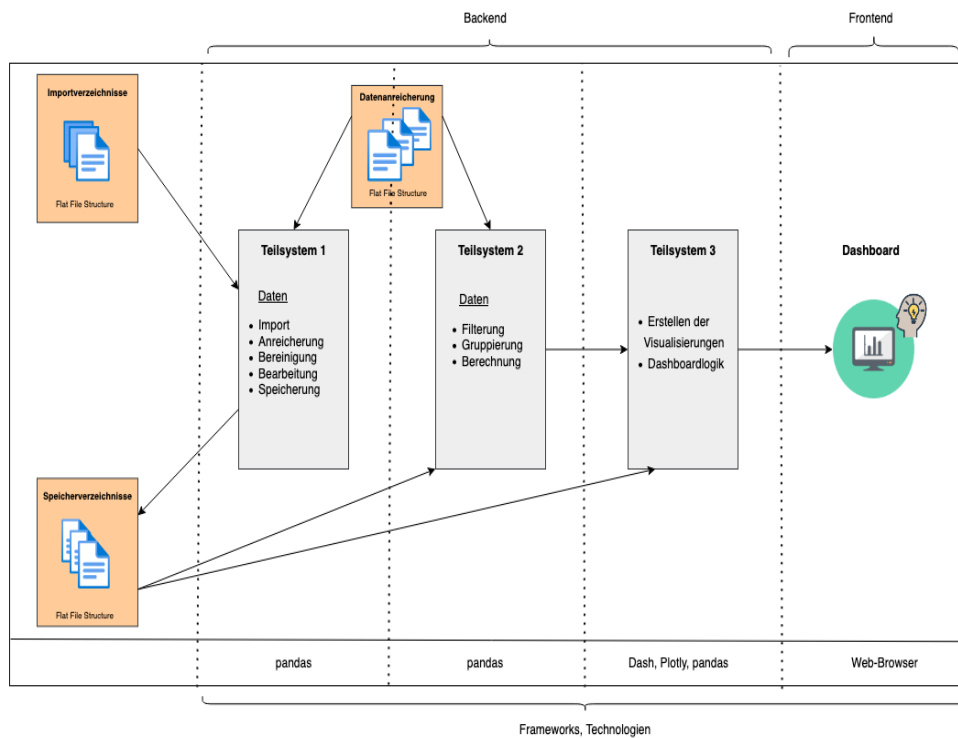 Backend
Frontend
Importverzeichnisse
Flat File Structure
Datenanreicherung
Flat File Structure
Teilsystem 1
Daten
• Import
• Anreicherung
• Bereinigung
• Bearbeitung
• Speicherung
Teilsystem 2
Daten
• Filterung
• Gruppierung
• Berechnung
Teilsystem 3
• Erstellen der
Visualisierungen
• Dashboardlogik
Dashboard
Speicherverzeichnisse
Flat File Structure
pandas
pandas
Dash, Plotly, pandas
Web-Browser
Frameworks, Technologien